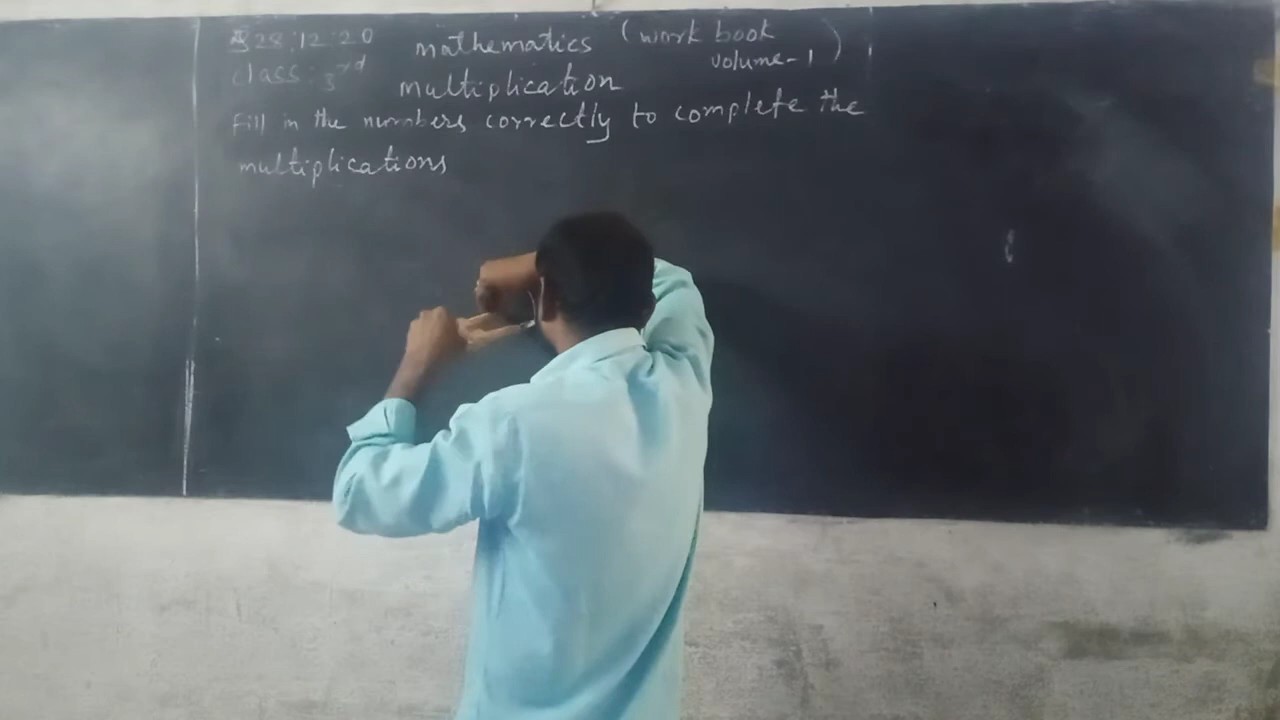 28:12:20 mathematics (work book
volume-1)
class: 3rd multiplication
Fill in the numbers correctly to complete the
multiplications